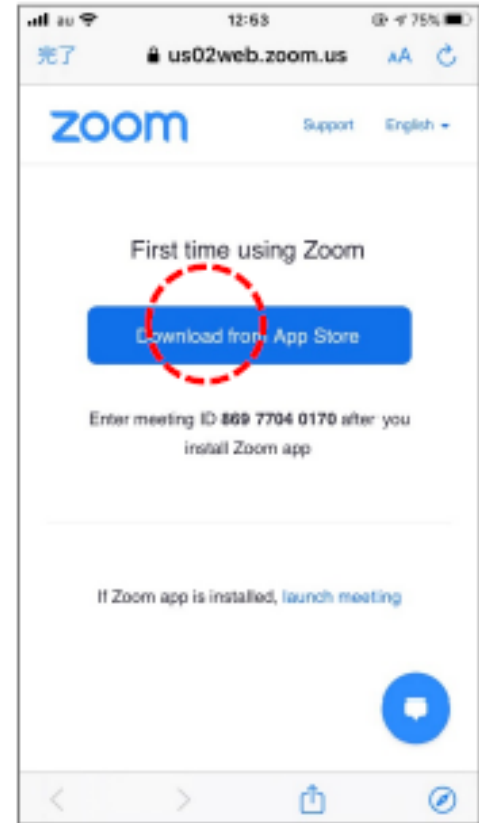 au 12:53 75%
完了 us02web.zoom.us AA
zoom Support English
First time using Zoom
Download from App Store
Enter meeting ID 869 7704 0170 after you
install Zoom app
If Zoom app is installed, launch meeting